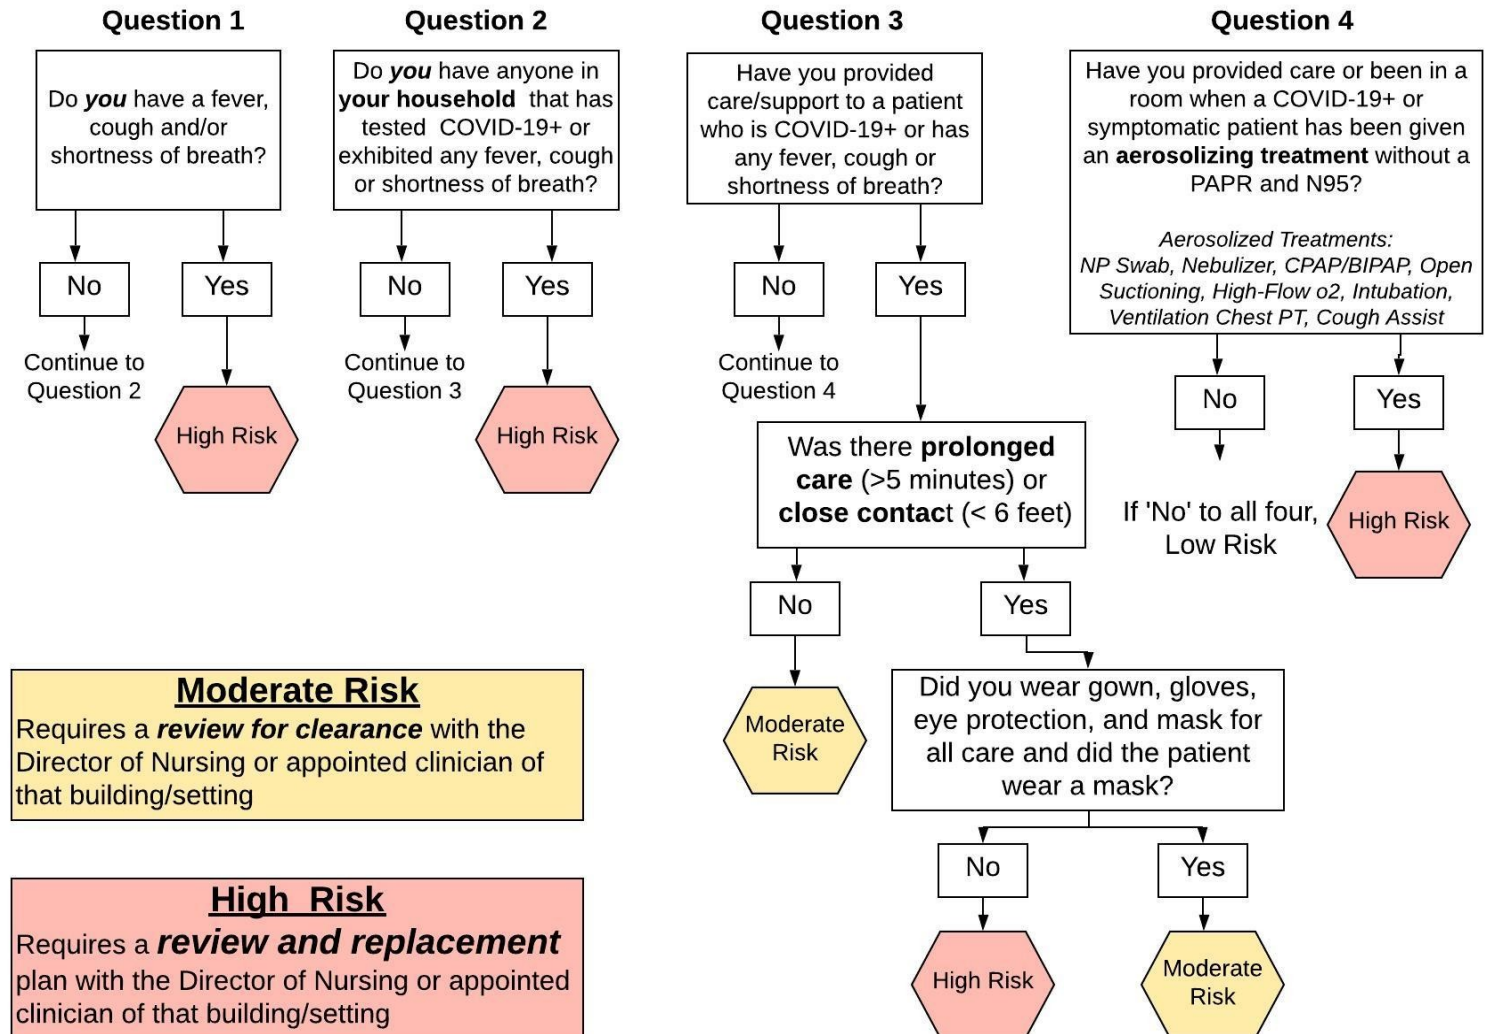 Question 1
Do you have a fever,
cough and/or
shortness of breath?
No
Yes
Continue to
Question 2
High Risk
Question 2
Do you have anyone in
your household that has
tested COVID-19+ or
exhibited any fever, cough
or shortness of breath?
No
Yes
Continue to
Question 3
High Risk
Question 3
Have you provided
care/support to a patient
who is COVID-19+ or has
any fever, cough or
shortness of breath?
No
Yes
Continue to
Question 4
Was there prolonged
care (>5 minutes) or
close contact (< 6 feet)
No
Yes
Moderate
Risk
Did you wear gown, gloves,
eye protection, and mask for
all care and did the patient
wear a mask?
No
Yes
High Risk
Moderate
Risk
Question 4
Have you provided care or been in a
room when a COVID-19+ or
symptomatic patient has been given
an aerosolizing treatment without a
PAPR and N95?
Aerosolized Treatments:
NP Swab, Nebulizer, CPAP/BIPAP, Open
Suctioning, High-Flow o2, Intubation,
Ventilation Chest PT, Cough Assist
No
Yes
If 'No' to all four,
Low Risk
High Risk
Moderate Risk
Requires a review for clearance with the
Director of Nursing or appointed clinician of
that building/setting
High Risk
Requires a review and replacement
plan with the Director of Nursing or appointed
clinician of that building/setting